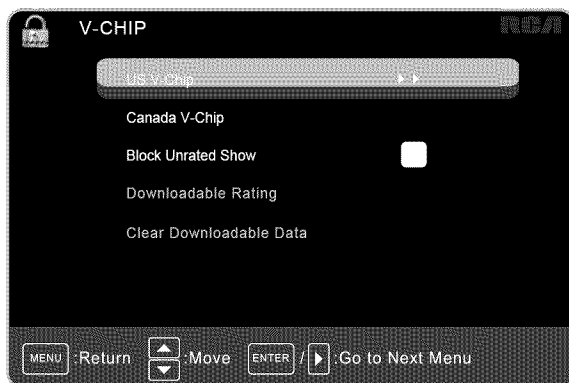 V-CHIP
RCA
US V-Chip
Canada V-Chip
Block Unrated Show
Downloadable Rating
Clear Downloadable Data
MENU :Return :Move ENTER / :Go to Next Menu